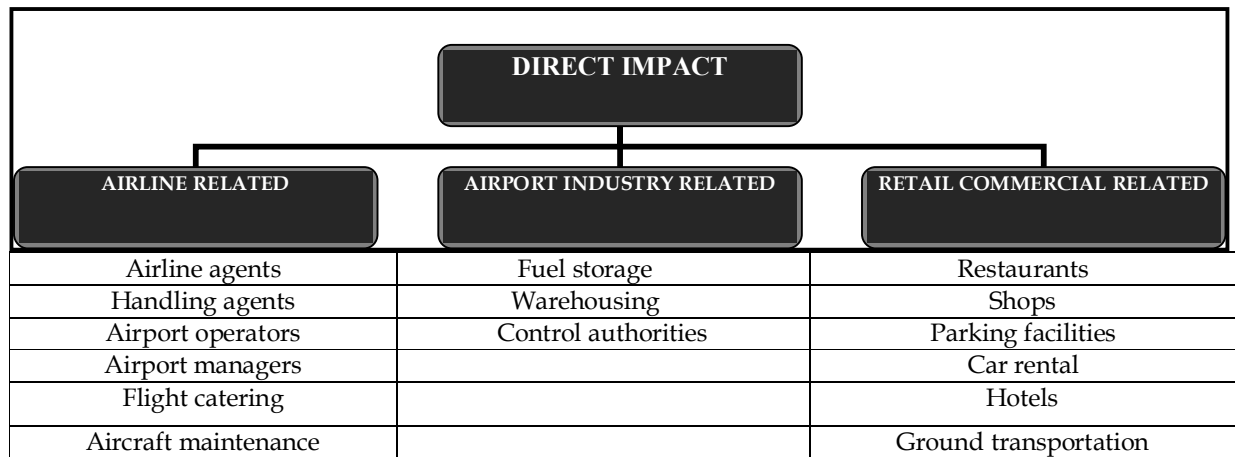 DIRECT IMPACT
AIRLINE RELATED
AIRPORT INDUSTRY RELATED
RETAIL COMMERCIAL RELATED
Airline agents
Fuel storage
Restaurants
Handling agents
Warehousing
Shops
Airport operators
Control authorities
Parking facilities
Airport managers
Car rental
Flight catering
Hotels
Aircraft maintenance
Ground transportation